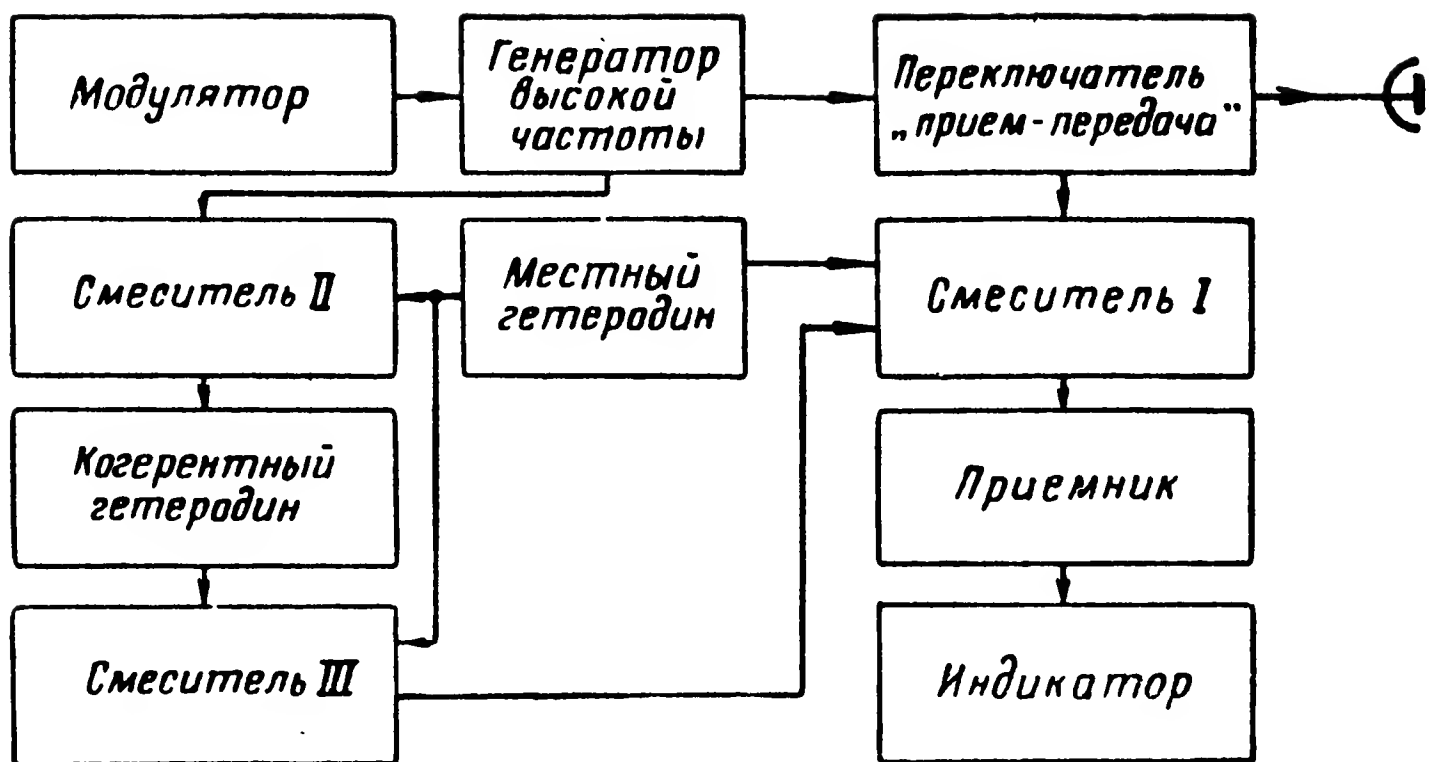 Модулятор
Генератор
высокой
частоты
Переключатель
„прием-передача“
Смеситель II
Местный
гетеродин
Смеситель I
Когерентный
гетеродин
Приемник
Смеситель III
Индикатор